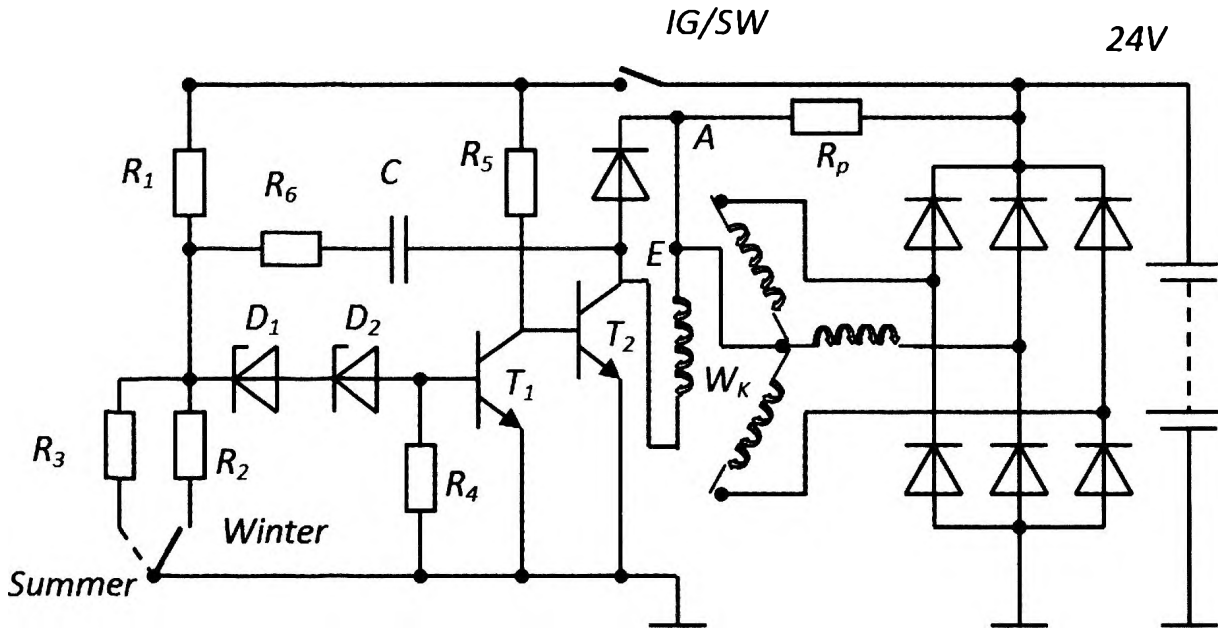 IG/SW
24V
A
R1
R6
C
R5
Rp
E
D1
D2
T2
T1
WK
R3
R2
R4
Winter
Summer